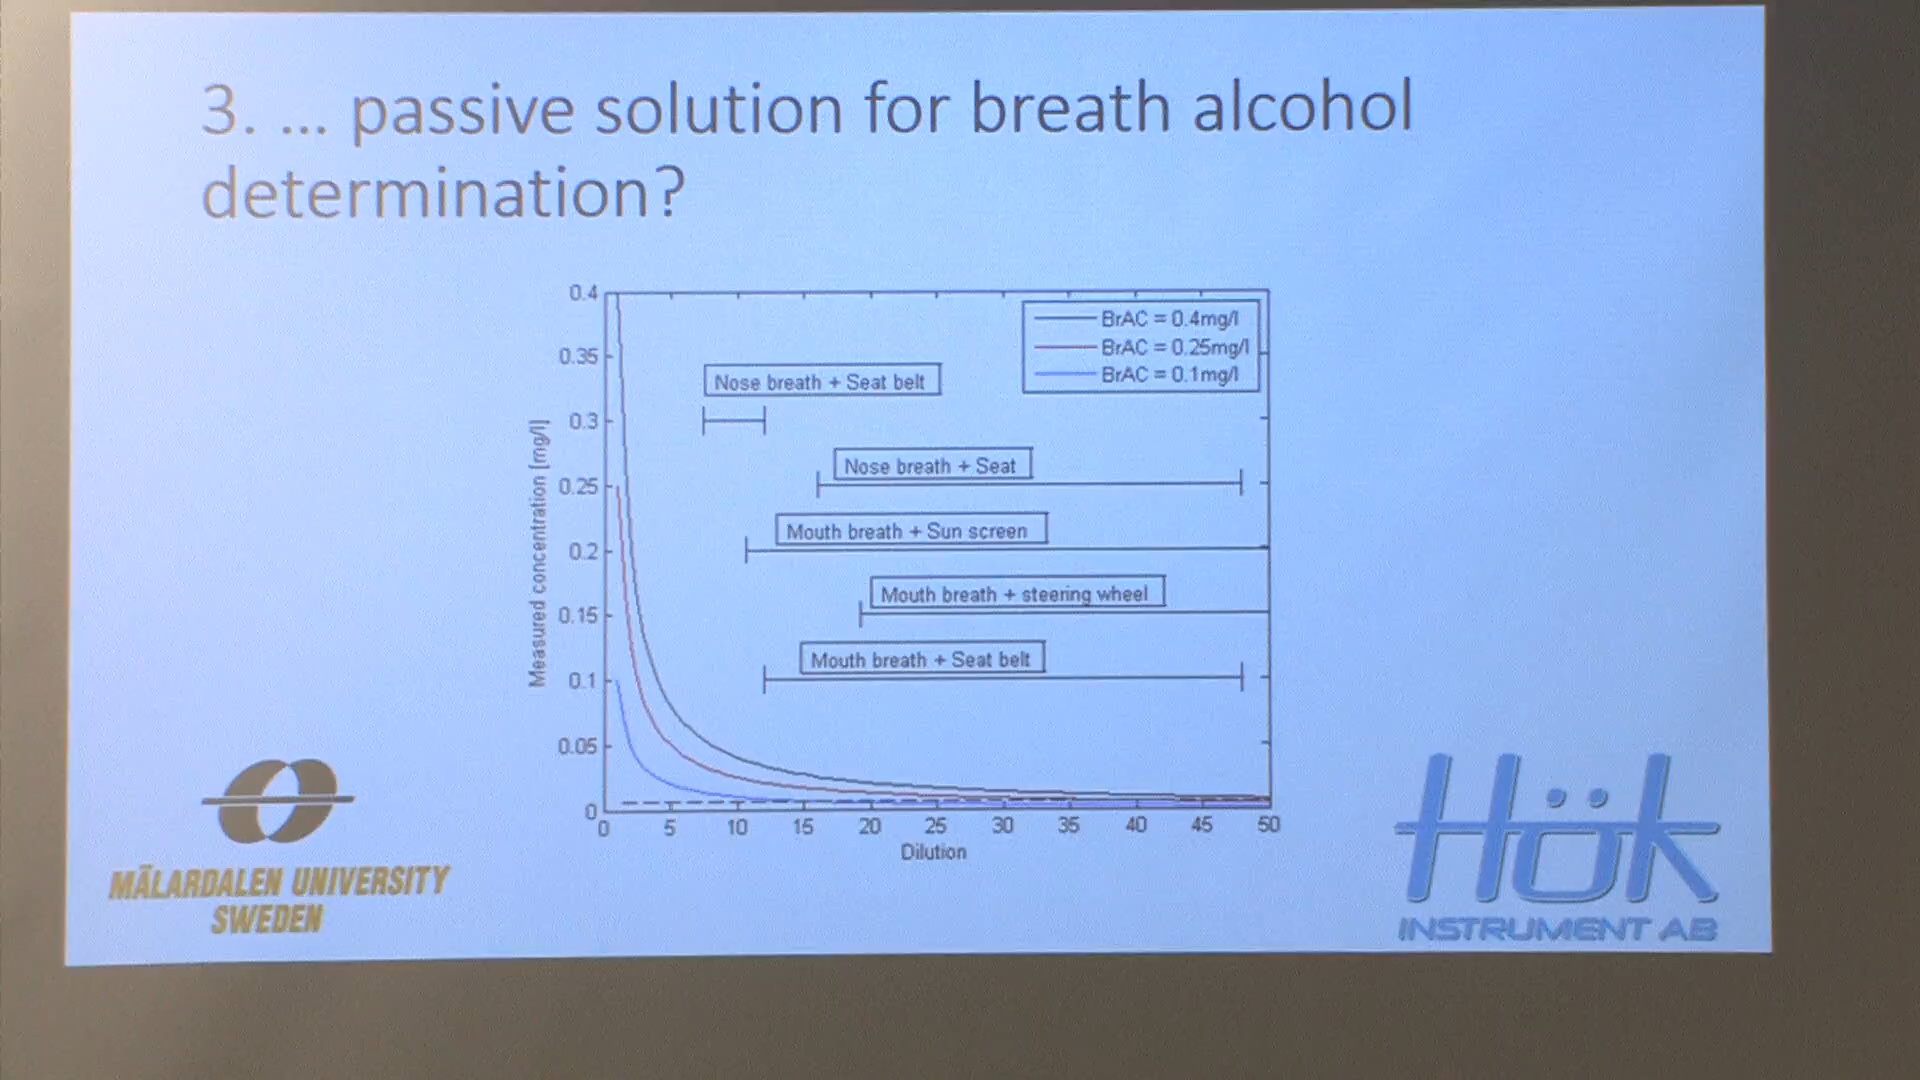 3. ... passive solution for breath alcohol
determination?
0.4
0.35
0.3
0.25
0.2
0.15
0.1
0.05
0
Measured concentration [mg/l]
BrAC = 0.4mg/l
BrAC = 0.25mg/l
BrAC = 0.1mg/l
Nose breath + Seat belt
Nose breath + Seat
Mouth breath + Sun screen
Mouth breath + steering wheel
Mouth breath + Seat belt
0 5 10 15 20 25 30 35 40 45 50
Dilution
MÄLARDALEN UNIVERSITY
SWEDEN
Hök
INSTRUMENT AB